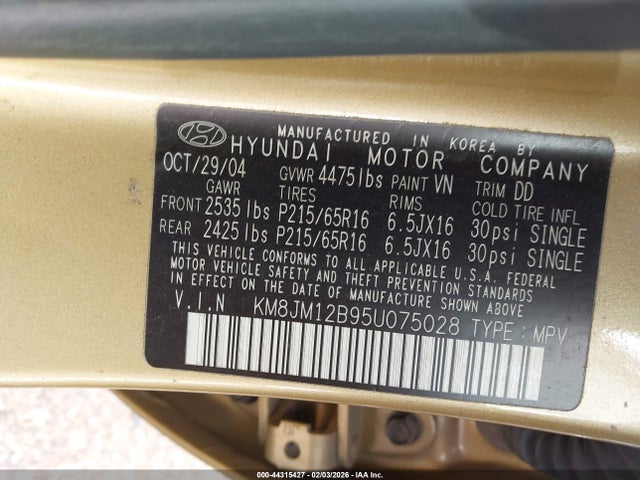 MANUFACTURED IN KOREA BY
HYUNDAI MOTOR COMPANY
OCT/29/04 GVWR 4475lbs PAINT VN TRIM DD
GAWR TIRES RIMS COLD TIRE INFL
FRONT 2535lbs P215/65R16 6.5JX16 30psi SINGLE
REAR 2425lbs P215/65R16 6.5JX16 30psi SINGLE
THIS VEHICLE CONFORMS TO ALL APPLICABLE U.S.A. FEDERAL
MOTOR VEHICLE SAFETY AND THEFT PREVENTION STANDARDS
IN EFFECT ON THE DATE OF MANUFACTURE SHOWN ABOVE.
V.I.N KM8JM12B95U075028 TYPE : MPV
000-44315427 - 02/03/2026 - IAA Inc.